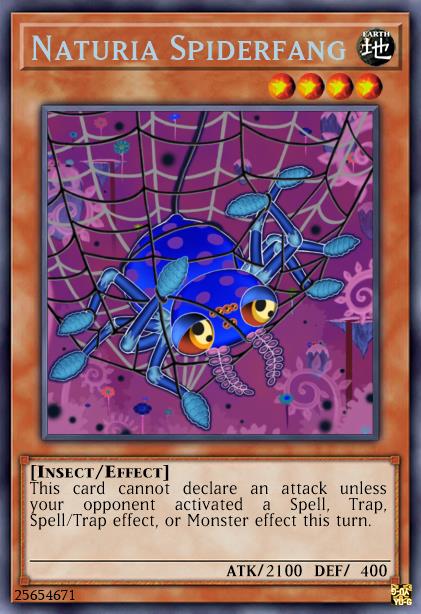 Naturia Spiderfang
EARTH
地
[Insect/Effect]
This card cannot declare an attack unless
your opponent activated a Spell, Trap,
Spell/Trap effect, or Monster effect this turn.
ATK/2100 DEF/ 400
25654671